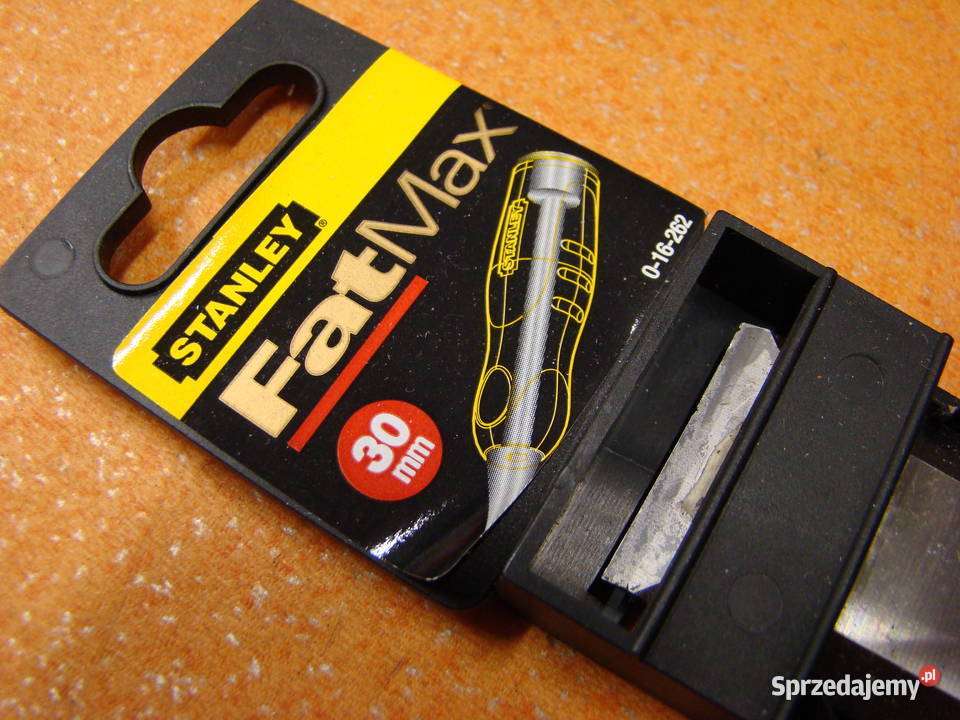 STANLEY®
FatMax®
30
mm
STANLEY
0-16-262
Sprzedajemy.pl